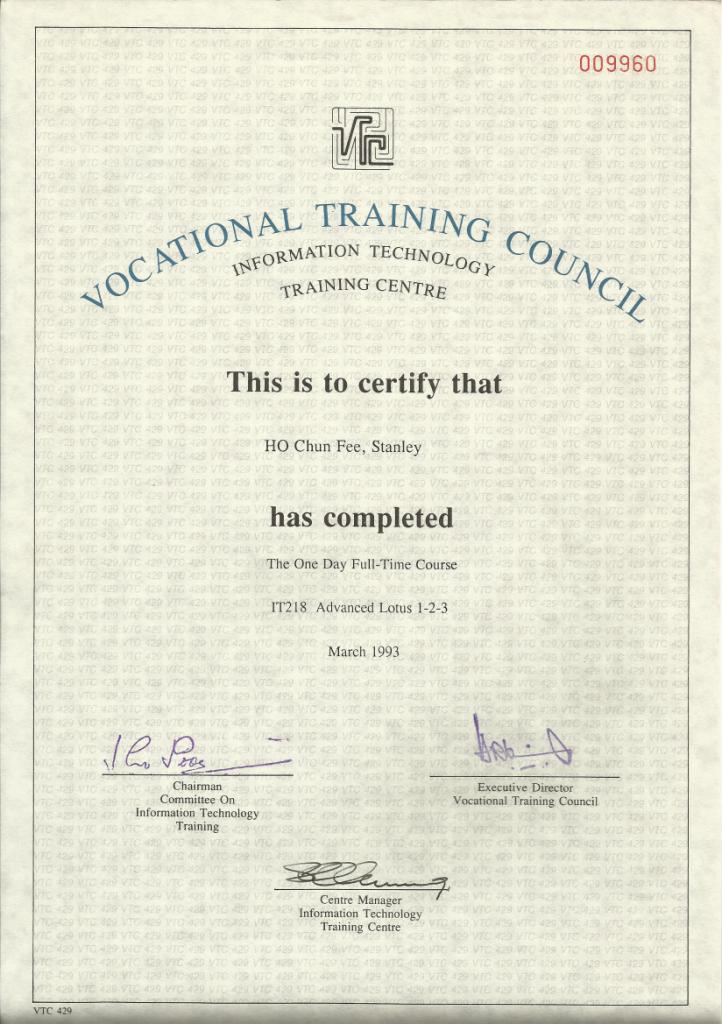 009960
VTC
VOCATIONAL TRAINING COUNCIL
INFORMATION TECHNOLOGY
TRAINING CENTRE
This is to certify that
HO Chun Fee, Stanley
has completed
The One Day Full-Time Course
IT218 Advanced Lotus 1-2-3
March 1993
Chairman
Committee On
Information Technology
Training
Executive Director
Vocational Training Council
Centre Manager
Information Technology
Training Centre
VTC 429